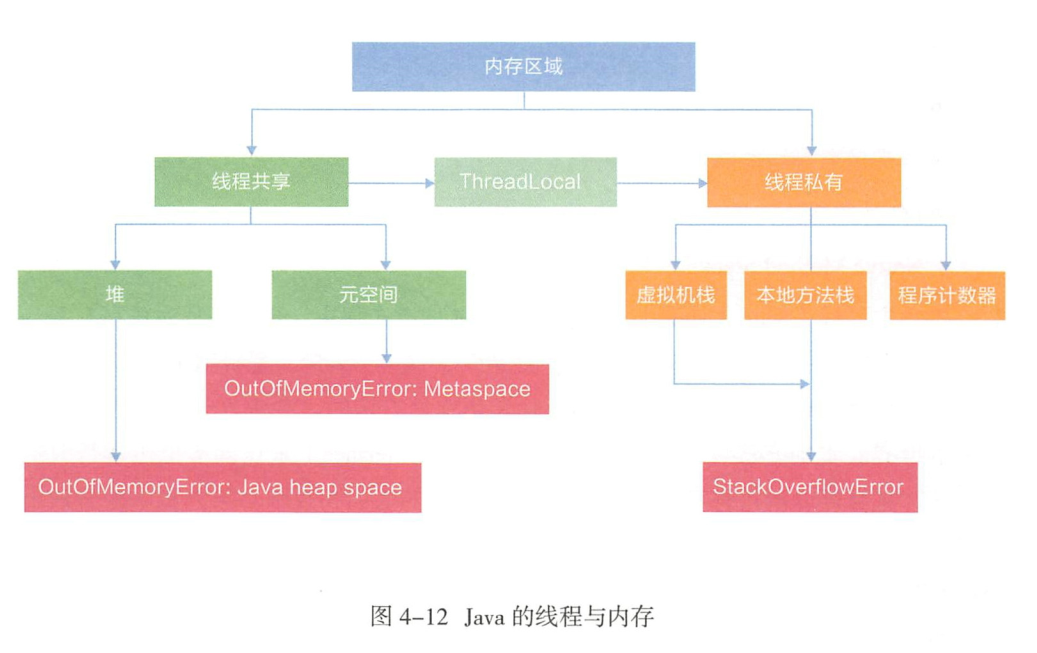 内存区域
线程共享
ThreadLocal
线程私有
堆
元空间
虚拟机栈
本地方法栈
程序计数器
OutOfMemoryError: Metaspace
OutOfMemoryError: Java heap space
StackOverflowError
图 4-12 Java 的线程与内存